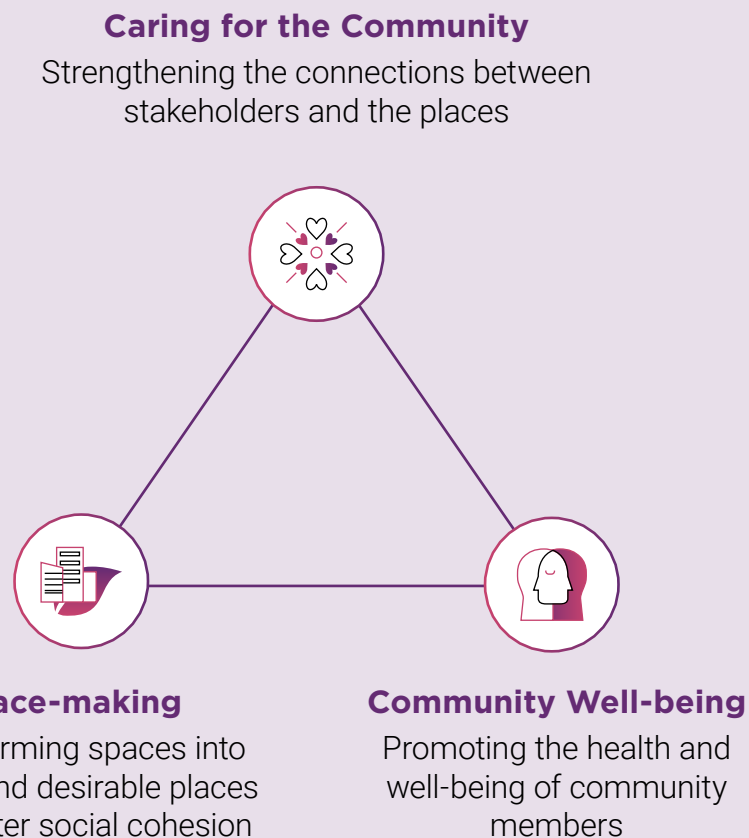 Caring for the Community
Strengthening the connections between
stakeholders and the places
ace-making
rming spaces into
nd desirable places
ter social cohesion
Community Well-being
Promoting the health and
well-being of community
members